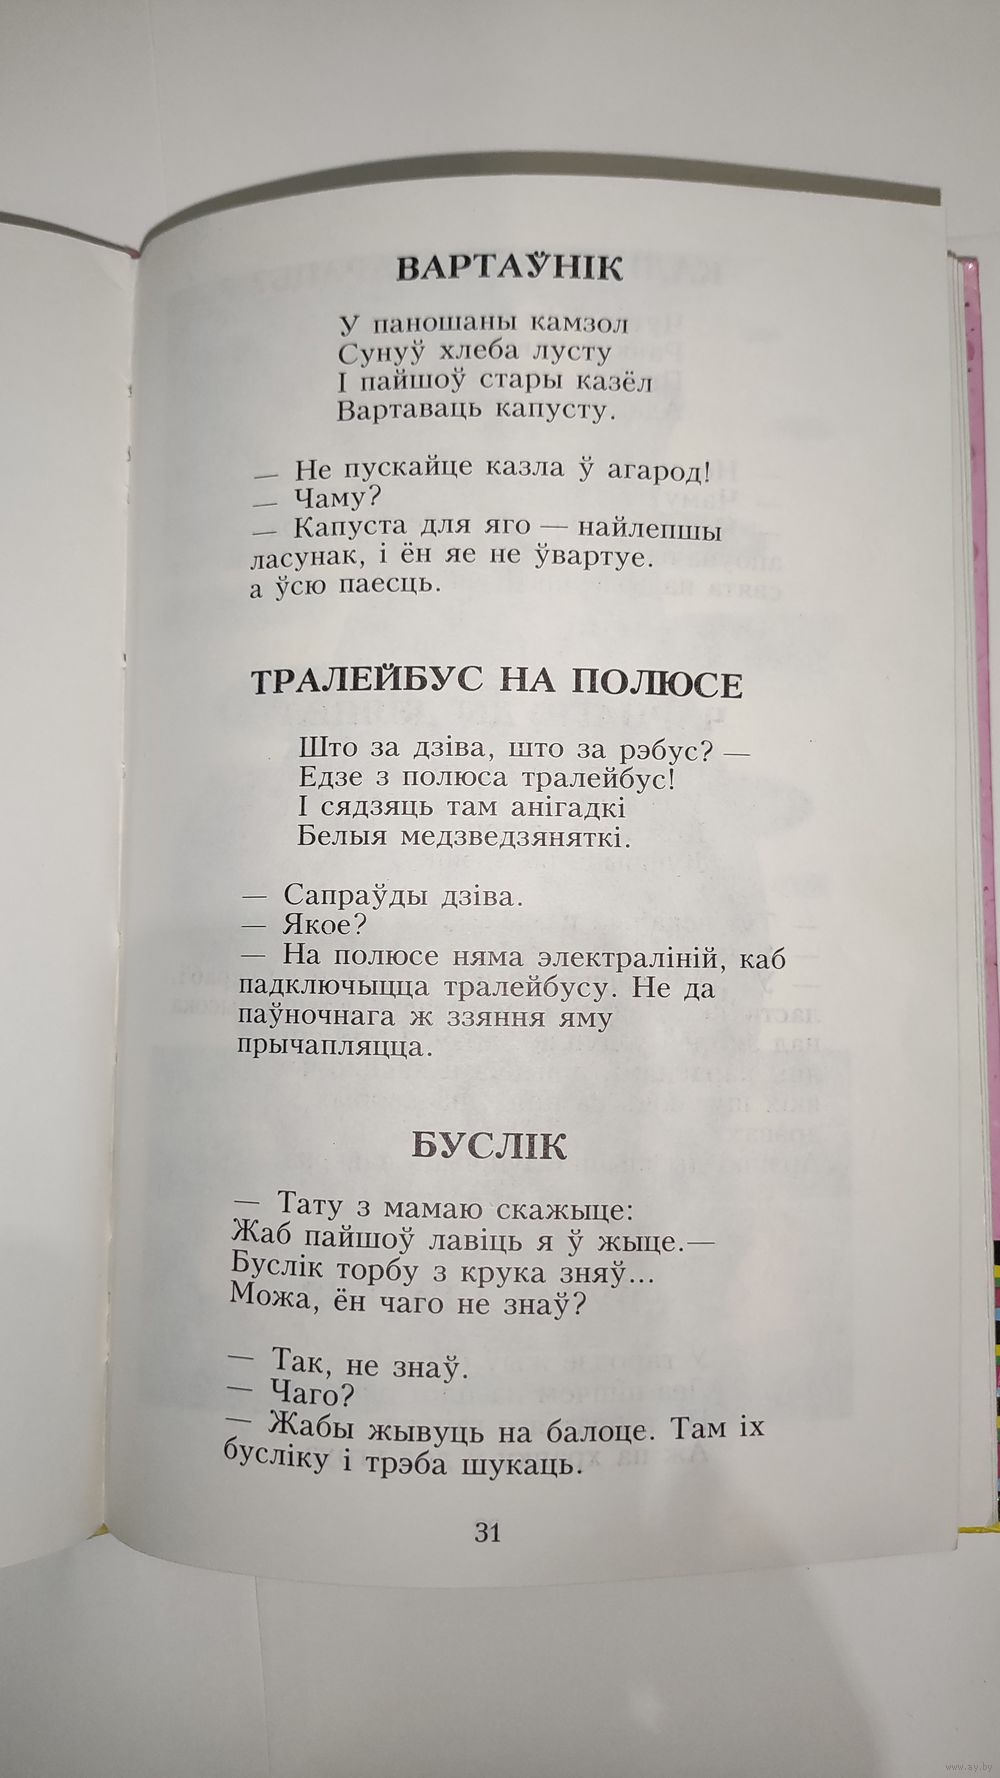 ВАРТАЎНІК
У паношаны камзол
Сунуў хлеба лусту
І пайшоў стары казёл
Вартаваць капусту.
— Не пускайце казла ў агарод!
— Чаму?
— Капуста для яго — найлепшы
ласунак, і ён яе не ўвартуе.
а ўсю паесць.
ТРАЛЕЙБУС НА ПОЛЮСЕ
Што за дзіва, што за рэбус? —
Едзе з полюса тралейбус!
І сядзяць там анігадкі
Белыя медзведзяняткі.
— Сапраўды дзіва.
— Якое?
— На полюсе няма электраліній, каб
падключыцца тралейбусу. Не да
паўночнага ж ззяння яму
прычапляцца.
БУСЛІК
— Тату з мамаю скажыце:
Жаб пайшоў лавіць я ў жыце.—
Буслік торбу з крука зняў...
Можа, ён чаго не знаў?
— Так, не знаў.
— Чаго?
— Жабы жывуць на балоце. Там іх
бусліку і трэба шукаць.
31
www.ay.by